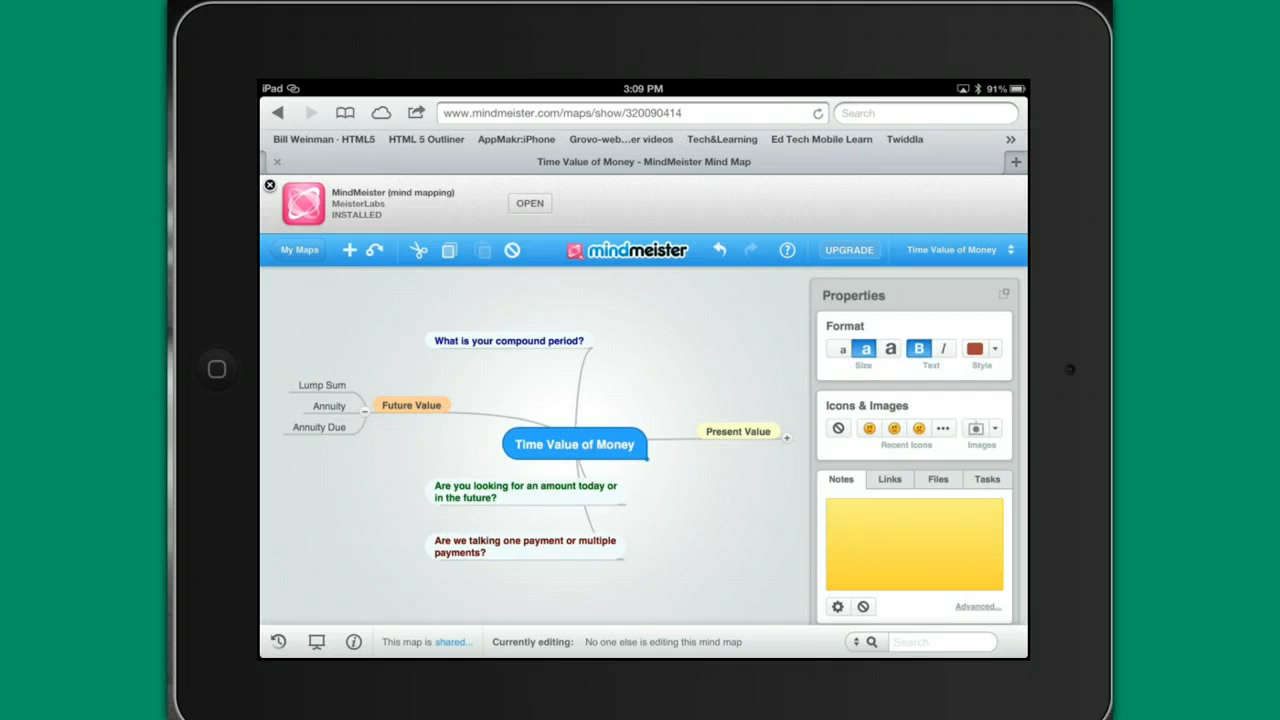 iPad 3:09 PM 91%
www.mindmeister.com/maps/show/320090414 Search
Bill Weinman - HTML5 HTML 5 Outliner AppMakr:iPhone Grovo-web...er videos Tech&Learning Ed Tech Mobile Learn Twiddla
Time Value of Money - MindMeister Mind Map
MindMeister (mind mapping)
MeisterLabs
INSTALLED
OPEN
My Maps mindmeister UPGRADE Time Value of Money
What is your compound period?
Lump Sum
Annuity
Annuity Due
Future Value
Time Value of Money
Present Value
Are you looking for an amount today or
in the future?
Are we talking one payment or multiple
payments?
Properties
Format
a a a B I
Size Text Style
Icons & Images
Recent Icons Images
Notes Links Files Tasks
Advanced...
This map is shared... Currently editing: No one else is editing this mind map Search